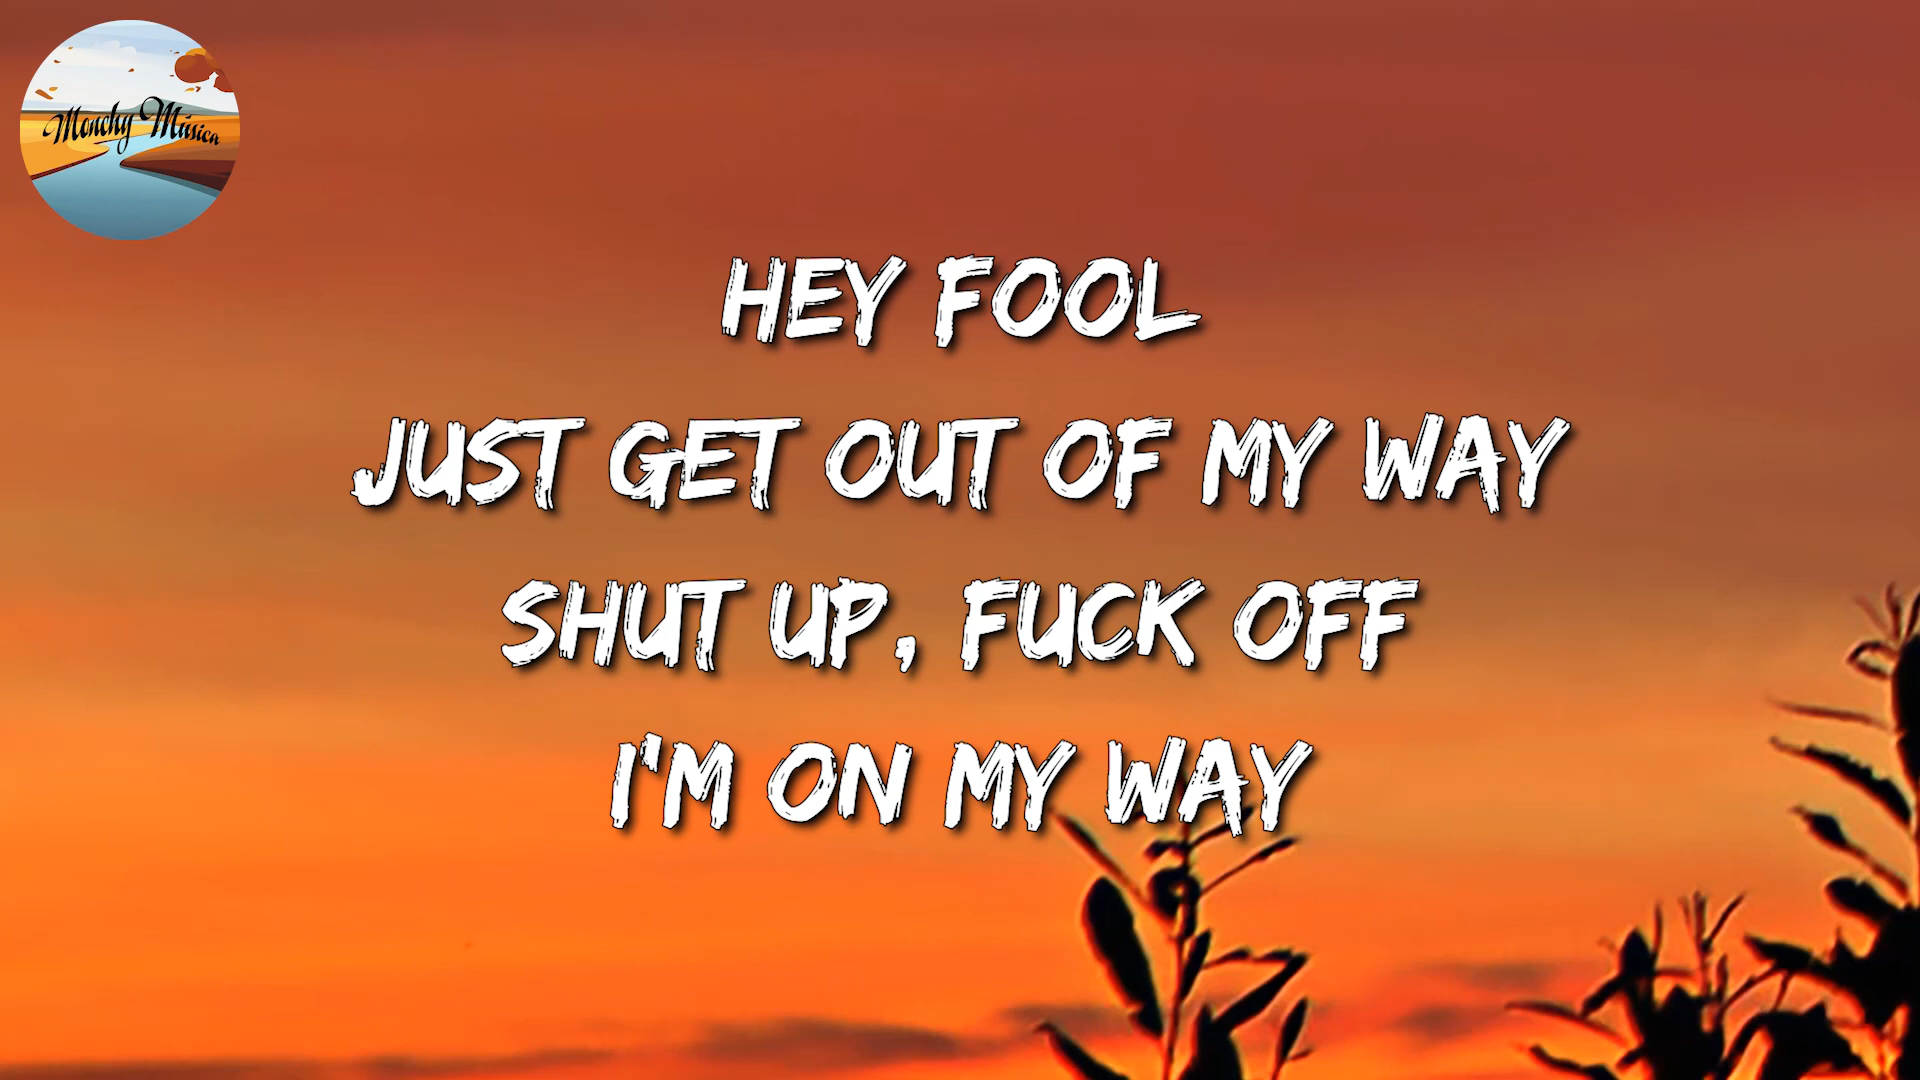 Monchy Música
HEY FOOL
JUST GET OUT OF MY WAY
SHUT UP, FUCK OFF
I'M ON MY WAY